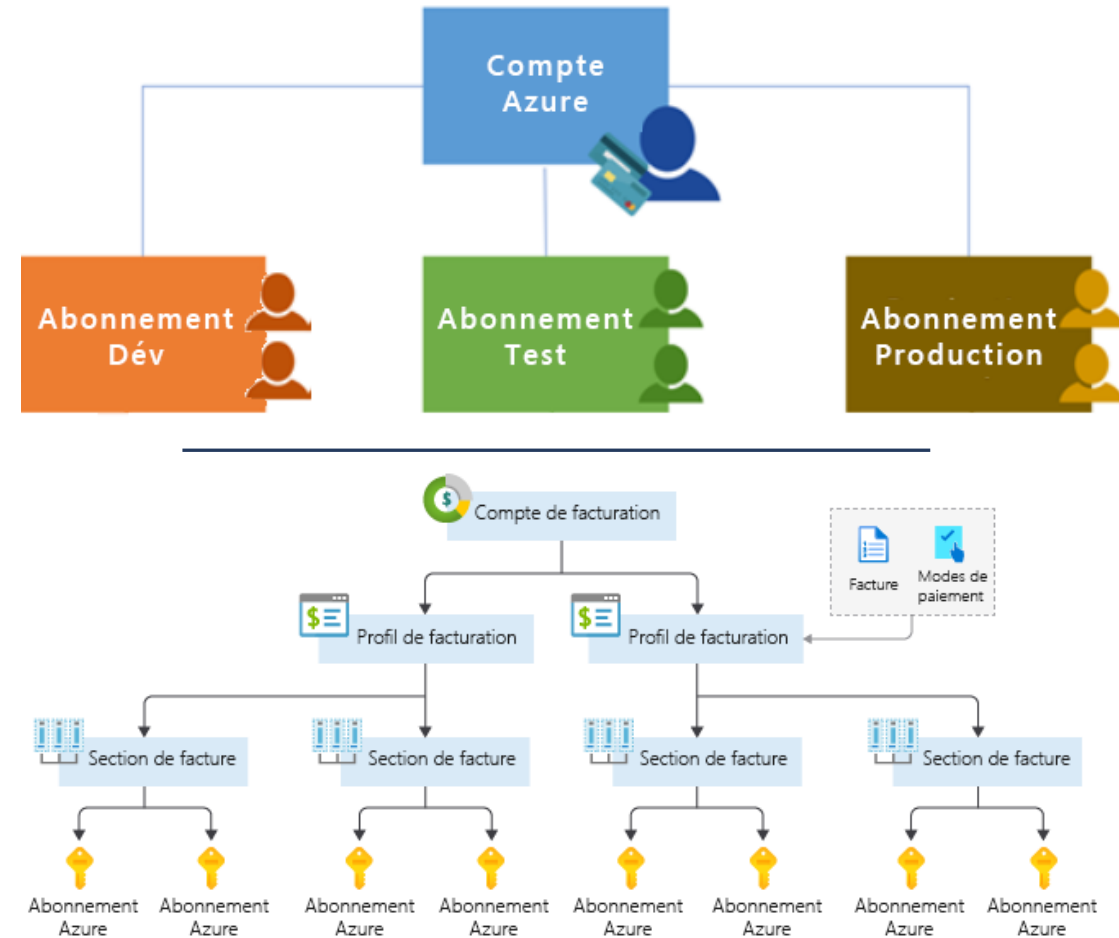 Compte
Azure
Abonnement
Dév
Abonnement
Test
Abonnement
Production
$
Compte de facturation
Facture
Modes de
paiement
$
Profil de facturation
$
Profil de facturation
Section de facture
Section de facture
Section de facture
Section de facture
Abonnement
Azure
Abonnement
Azure
Abonnement
Azure
Abonnement
Azure
Abonnement
Azure
Abonnement
Azure
Abonnement
Azure
Abonnement
Azure